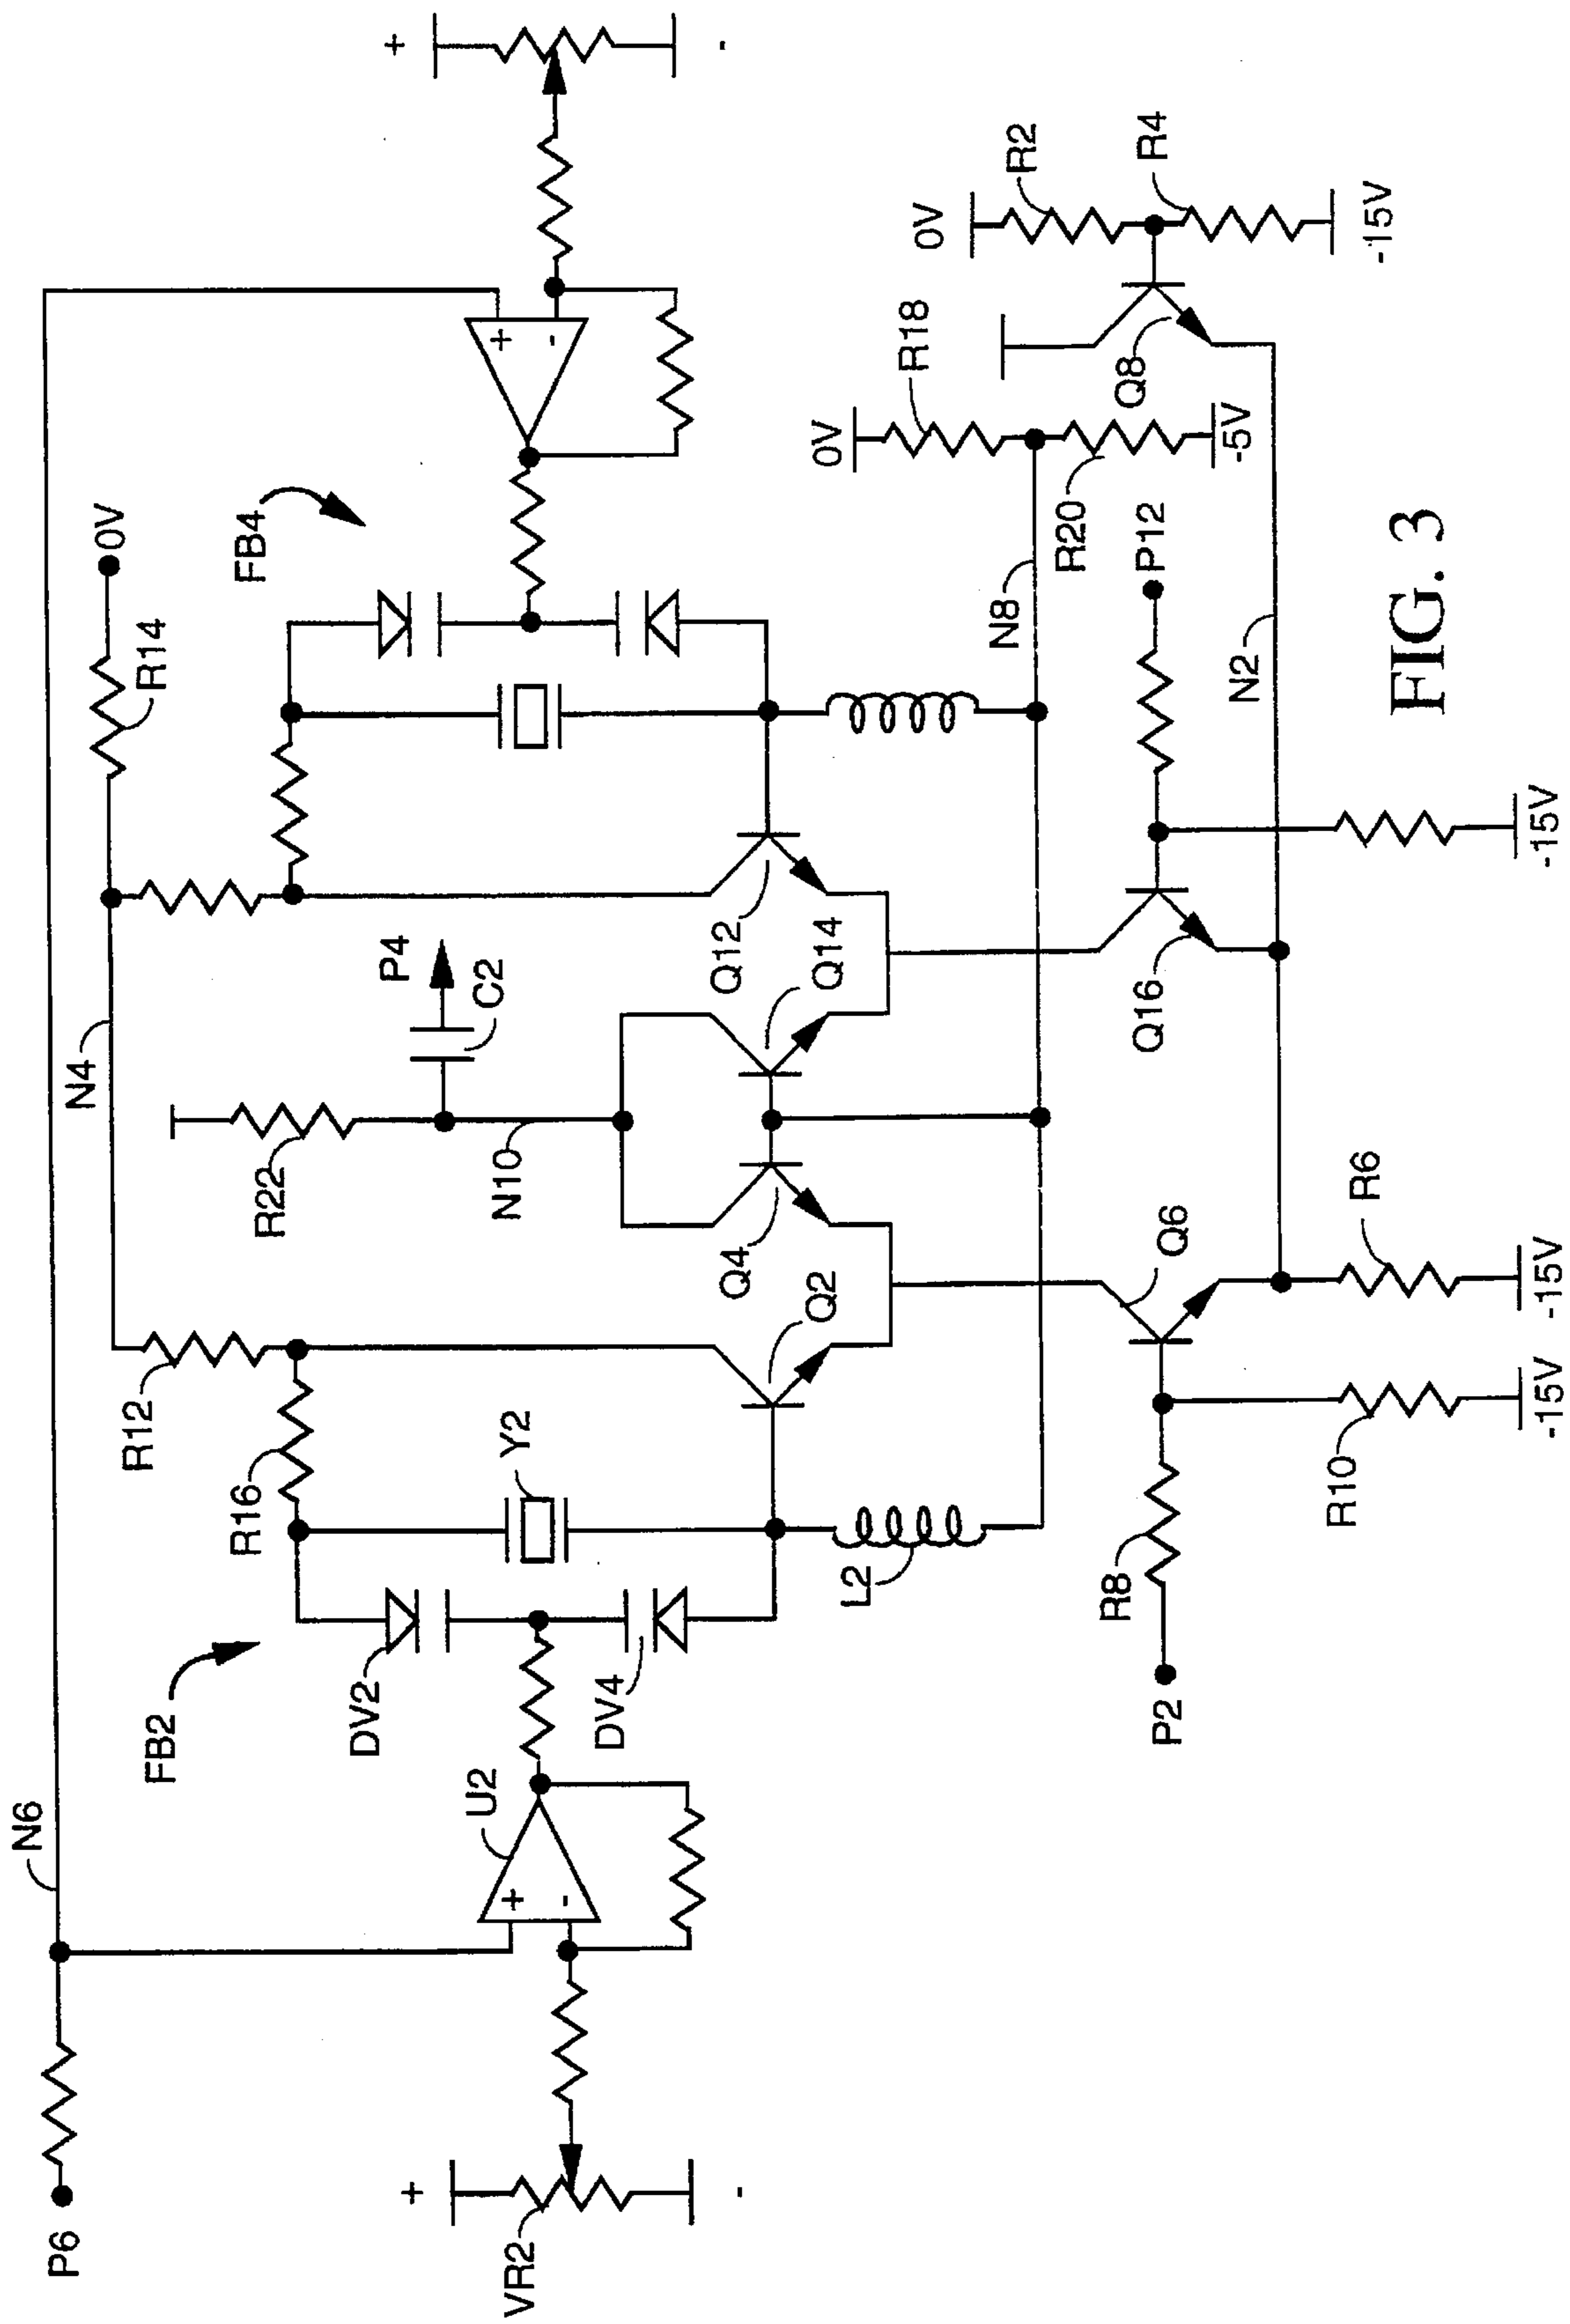 P6
N6
VR2
+
-
U2
+
-
FB2
DV2
DV4
R16
R12
Y2
L2
Q2
Q4
N4
R22
N10
P4
C2
Q12
Q14
R14
0V
FB4
+
-
+
-
P2
R8
R10
-15V
Q6
R6
-15V
Q16
-15V
P12
N8
N2
0V
R18
R20
-5V
Q8
0V
R2
R4
-15V
FIG. 3